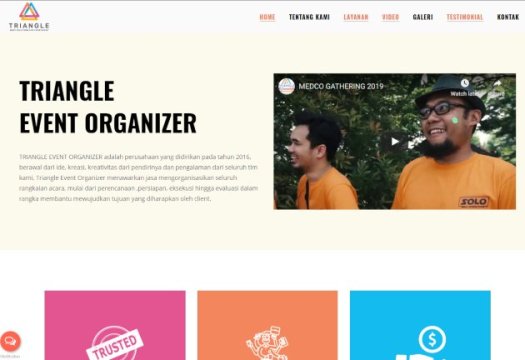 TRIANGLE
HOME TENTANG KAMI LAYANAN VIDEO GALERI TESTIMONIAL KONTAK
TRIANGLE
EVENT ORGANIZER
TRIANGLE EVENT ORGANIZER adalah perusahaan yang didirikan pada tahun 2016,
berawal dari ide, kreasi, kreativitas dari pendirinya dan pengalaman dari seluruh tim
kami. Triangle Event Organizer menawarkan jasa mengorganisasikan seluruh
rangkaian acara, mulai dari perencanaan ,persiapan, eksekusi hingga evaluasi dalam
rangka membantu mewujudkan tujuan yang diharapkan oleh client.
MEDCO GATHERING 2019
Watch later
SOLO
TRUSTED